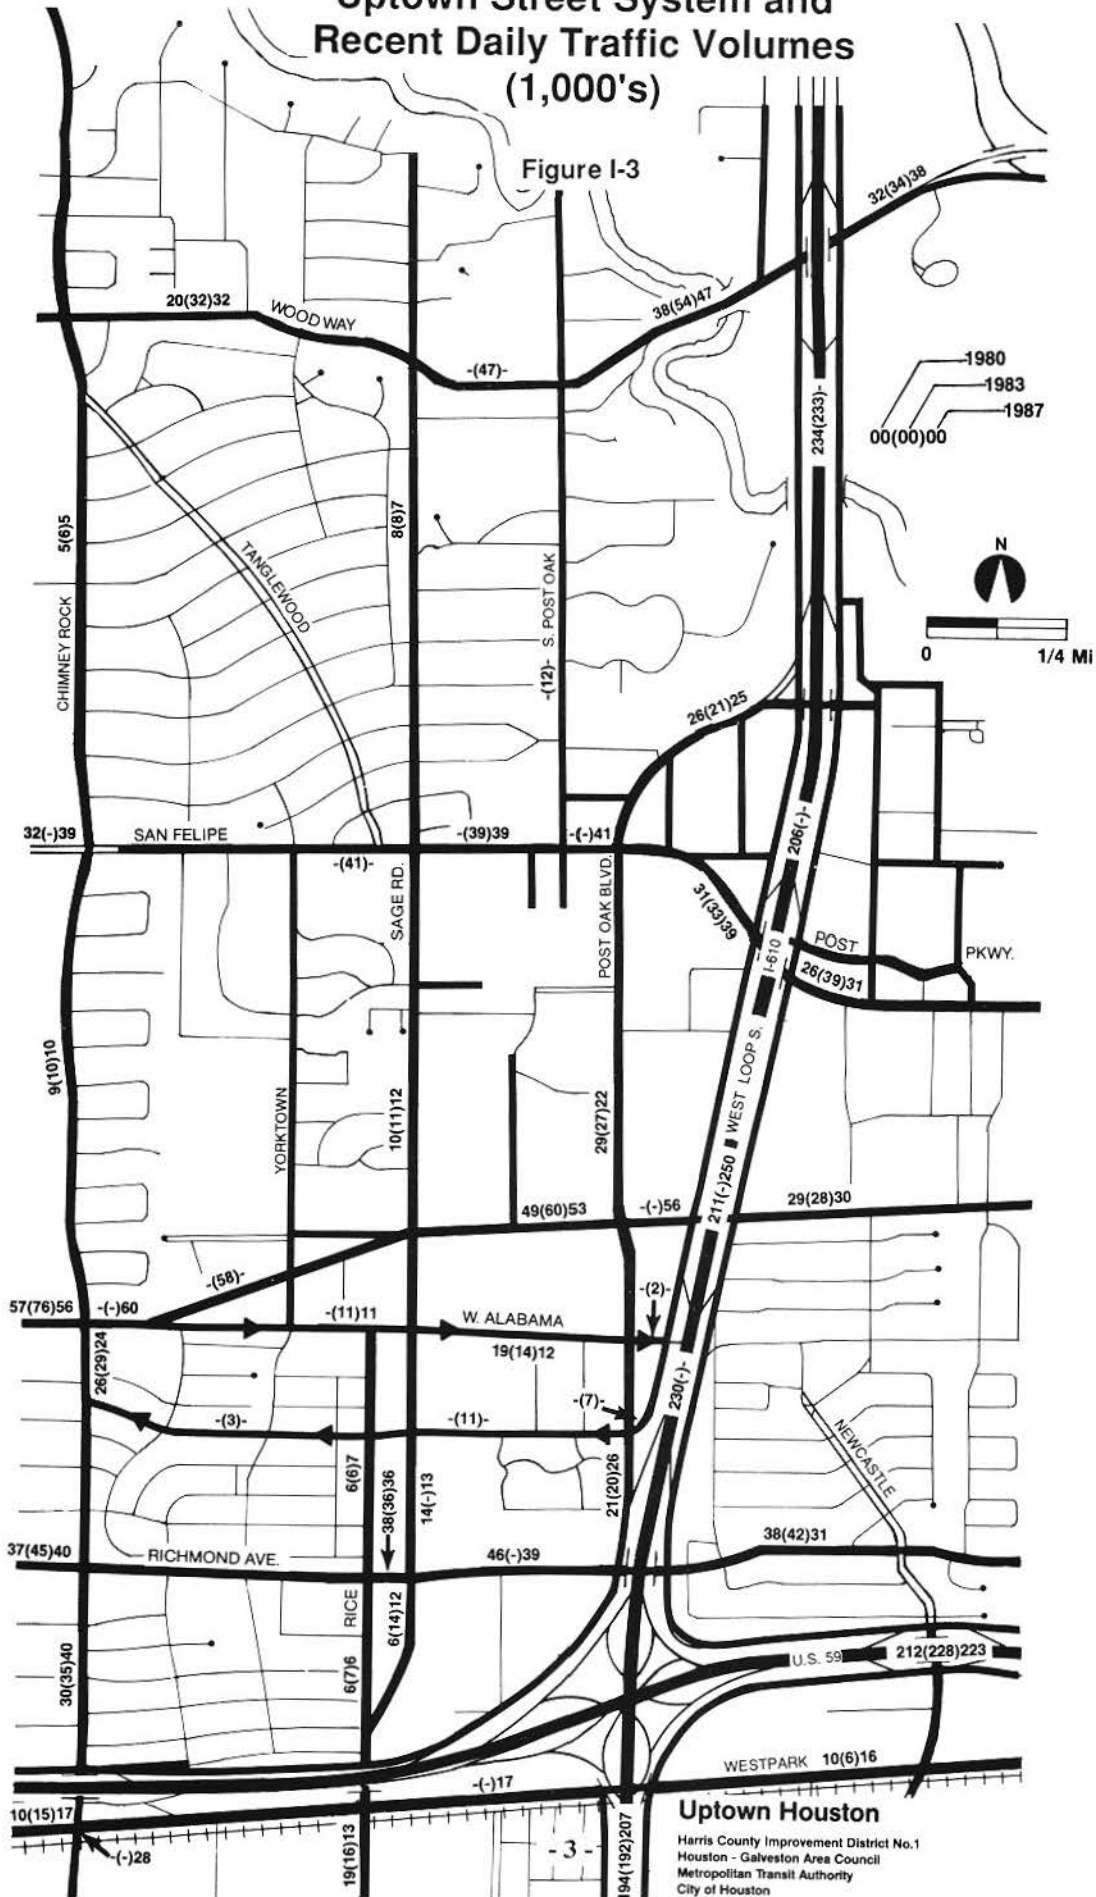 Uptown Street System and
Recent Daily Traffic Volumes
(1,000's)
Figure I-3
32(34)38
20(32)32
WOODWAY
38(54)47
-(47)-
1980
1983
1987
00(00)00
234(233)-
5(6)5
8(8)7
TANGLEWOOD
S. POST OAK
-(12)-
CHIMNEY ROCK
N
0 1/4 Mi
26(21)25
32(-)39
SAN FELIPE
-(39)39
-(-)41
-(41)-
206(-)-
SAGE RD.
POST OAK BLVD.
31(33)39
I-610
POST
PKWY.
26(39)31
9(10)10
YORKTOWN
10(11)12
29(27)22
WEST LOOP S.
211(-)250
49(60)53
-(-)56
29(28)30
-(58)-
-(2)-
57(76)56
-(-)60
-(11)11
W. ALABAMA
19(14)12
26(29)24
230(-)-
-(7)-
-(3)-
-(11)-
NEWCASTLE
6(6)7
38(36)36
14(-)13
21(20)26
37(45)40
RICHMOND AVE.
46(-)39
38(42)31
RICE
6(14)12
30(35)40
6(7)6
U.S. 59
212(228)223
WESTPARK 10(6)16
-(-)17
10(15)17
-(-)28
19(16)13
194(192)207
- 3 -
Uptown Houston
Harris County Improvement District No.1
Houston - Galveston Area Council
Metropolitan Transit Authority
City of Houston